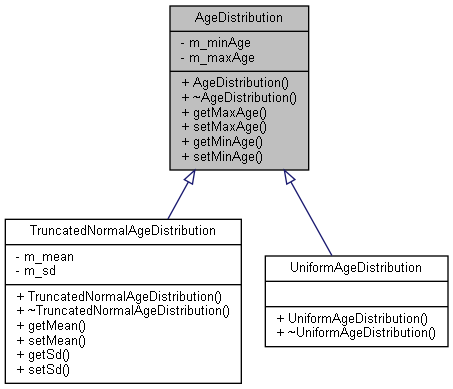 AgeDistribution
- m_minAge
- m_maxAge
+ AgeDistribution()
+ ~AgeDistribution()
+ getMaxAge()
+ setMaxAge()
+ getMinAge()
+ setMinAge()
TruncatedNormalAgeDistribution
- m_mean
- m_sd
+ TruncatedNormalAgeDistribution()
+ ~TruncatedNormalAgeDistribution()
+ getMean()
+ setMean()
+ getSd()
+ setSd()
UniformAgeDistribution
+ UniformAgeDistribution()
+ ~UniformAgeDistribution()